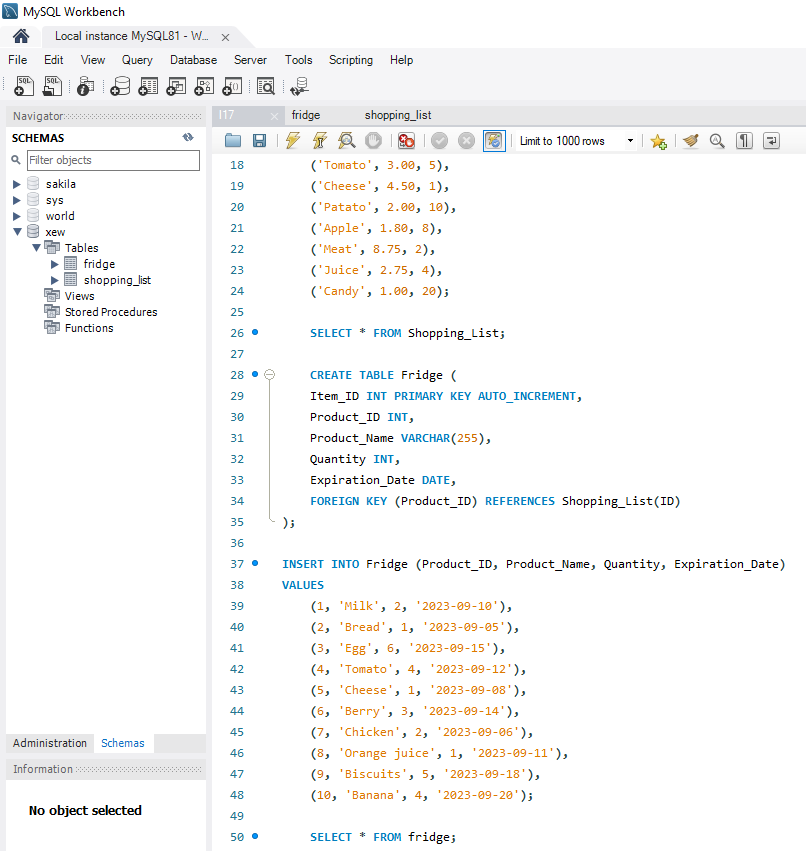 MySQL Workbench
Local instance MySQL81 - W... ×
File Edit View Query Database Server Tools Scripting Help
Navigator
SCHEMAS
Filter objects
sakila
sys
world
xew
Tables
fridge
shopping_list
Views
Stored Procedures
Functions
Administration Schemas
Information
No object selected
I17 × fridge shopping_list
Limit to 1000 rows
18 ('Tomato', 3.00, 5),
19 ('Cheese', 4.50, 1),
20 ('Patato', 2.00, 10),
21 ('Apple', 1.80, 8),
22 ('Meat', 8.75, 2),
23 ('Juice', 2.75, 4),
24 ('Candy', 1.00, 20);
25
26 SELECT * FROM Shopping_List;
27
28 CREATE TABLE Fridge (
29 Item_ID INT PRIMARY KEY AUTO_INCREMENT,
30 Product_ID INT,
31 Product_Name VARCHAR(255),
32 Quantity INT,
33 Expiration_Date DATE,
34 FOREIGN KEY (Product_ID) REFERENCES Shopping_List(ID)
35 );
36
37 INSERT INTO Fridge (Product_ID, Product_Name, Quantity, Expiration_Date)
38 VALUES
39 (1, 'Milk', 2, '2023-09-10'),
40 (2, 'Bread', 1, '2023-09-05'),
41 (3, 'Egg', 6, '2023-09-15'),
42 (4, 'Tomato', 4, '2023-09-12'),
43 (5, 'Cheese', 1, '2023-09-08'),
44 (6, 'Berry', 3, '2023-09-14'),
45 (7, 'Chicken', 2, '2023-09-06'),
46 (8, 'Orange juice', 1, '2023-09-11'),
47 (9, 'Biscuits', 5, '2023-09-18'),
48 (10, 'Banana', 4, '2023-09-20');
49
50 SELECT * FROM fridge;